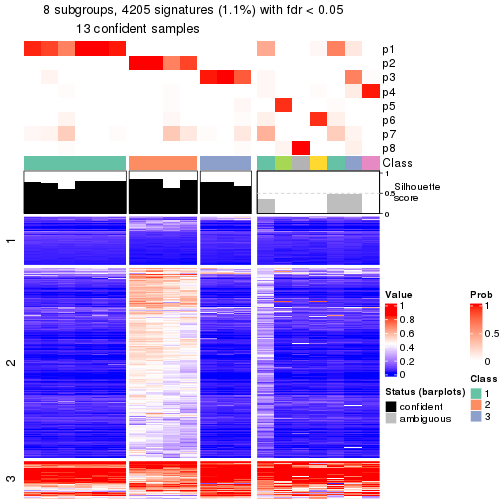 8 subgroups, 4205 signatures (1.1%) with fdr < 0.05
13 confident samples
p1
p2
p3
p4
p5
p6
p7
p8
Class
1
0.5
0
Silhouette
score
1
2
3
Value
1
0.8
0.6
0.4
0.2
0
Status (barplots)
confident
ambiguous
Prob
1
0.5
0
Class
1
2
3